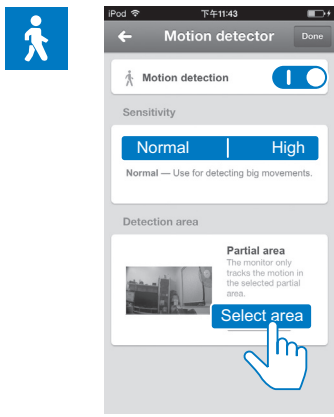 iPod 下午11:43
Motion detector Done
Motion detection
Sensitivity
Normal High
Normal — Use for detecting big movements.
Detection area
Partial area
The monitor only
tracks the motion in
the selected partial
area.
Select area